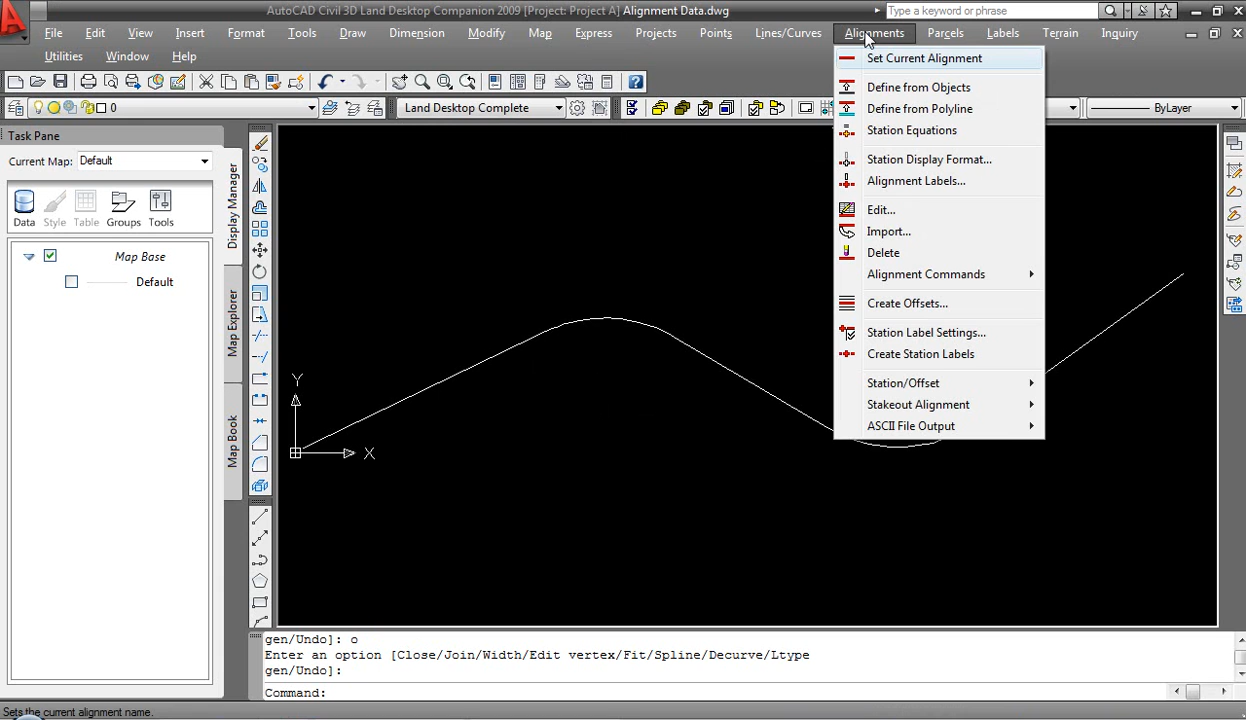 AutoCAD Civil 3D Land Desktop Companion 2009 [Project: Project A] Alignment Data.dwg
Type a keyword or phrase
File Edit View Insert Format Tools Draw Dimension Modify Map Express Projects Points Lines/Curves Alignments Parcels Labels Terrain Inquiry
Utilities Window Help
0
Land Desktop Complete
ByLayer
Task Pane
Current Map: Default
Data Style Table Groups Tools
Map Base
Default
Display Manager
Map Explorer
Map Book
Set Current Alignment
Define from Objects
Define from Polyline
Station Equations
Station Display Format...
Alignment Labels...
Edit...
Import...
Delete
Alignment Commands
Create Offsets...
Station Label Settings...
Create Station Labels
Station/Offset
Stakeout Alignment
ASCII File Output
Y
X
gen/Undo]: o
Enter an option [Close/Join/Width/Edit vertex/Fit/Spline/Decurve/Ltype
gen/Undo]:
Command:
Sets the current alignment name.